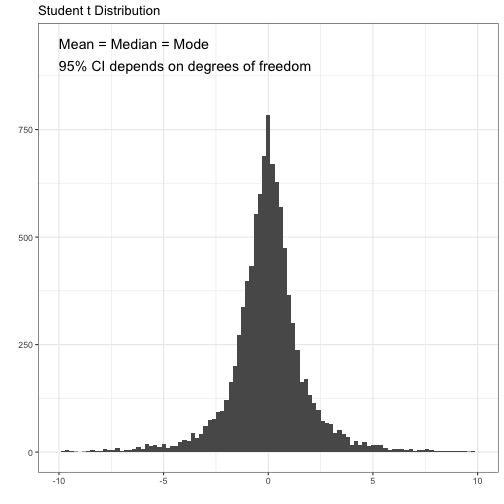 Student t Distribution
Mean = Median = Mode
95% CI depends on degrees of freedom
750
500
250
0
-10 -5 0 5 10